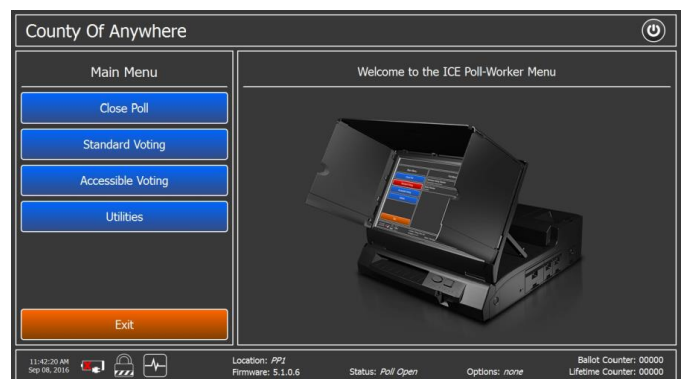 County Of Anywhere
Main Menu
Close Poll
Standard Voting
Accessible Voting
Utilities
Exit
Welcome to the ICE Poll-Worker Menu
11:42:20 AM
Sep 08, 2016
Location: PP1
Firmware: 5.1.0.6
Status: Poll Open
Options: none
Ballot Counter: 00000
Lifetime Counter: 00000